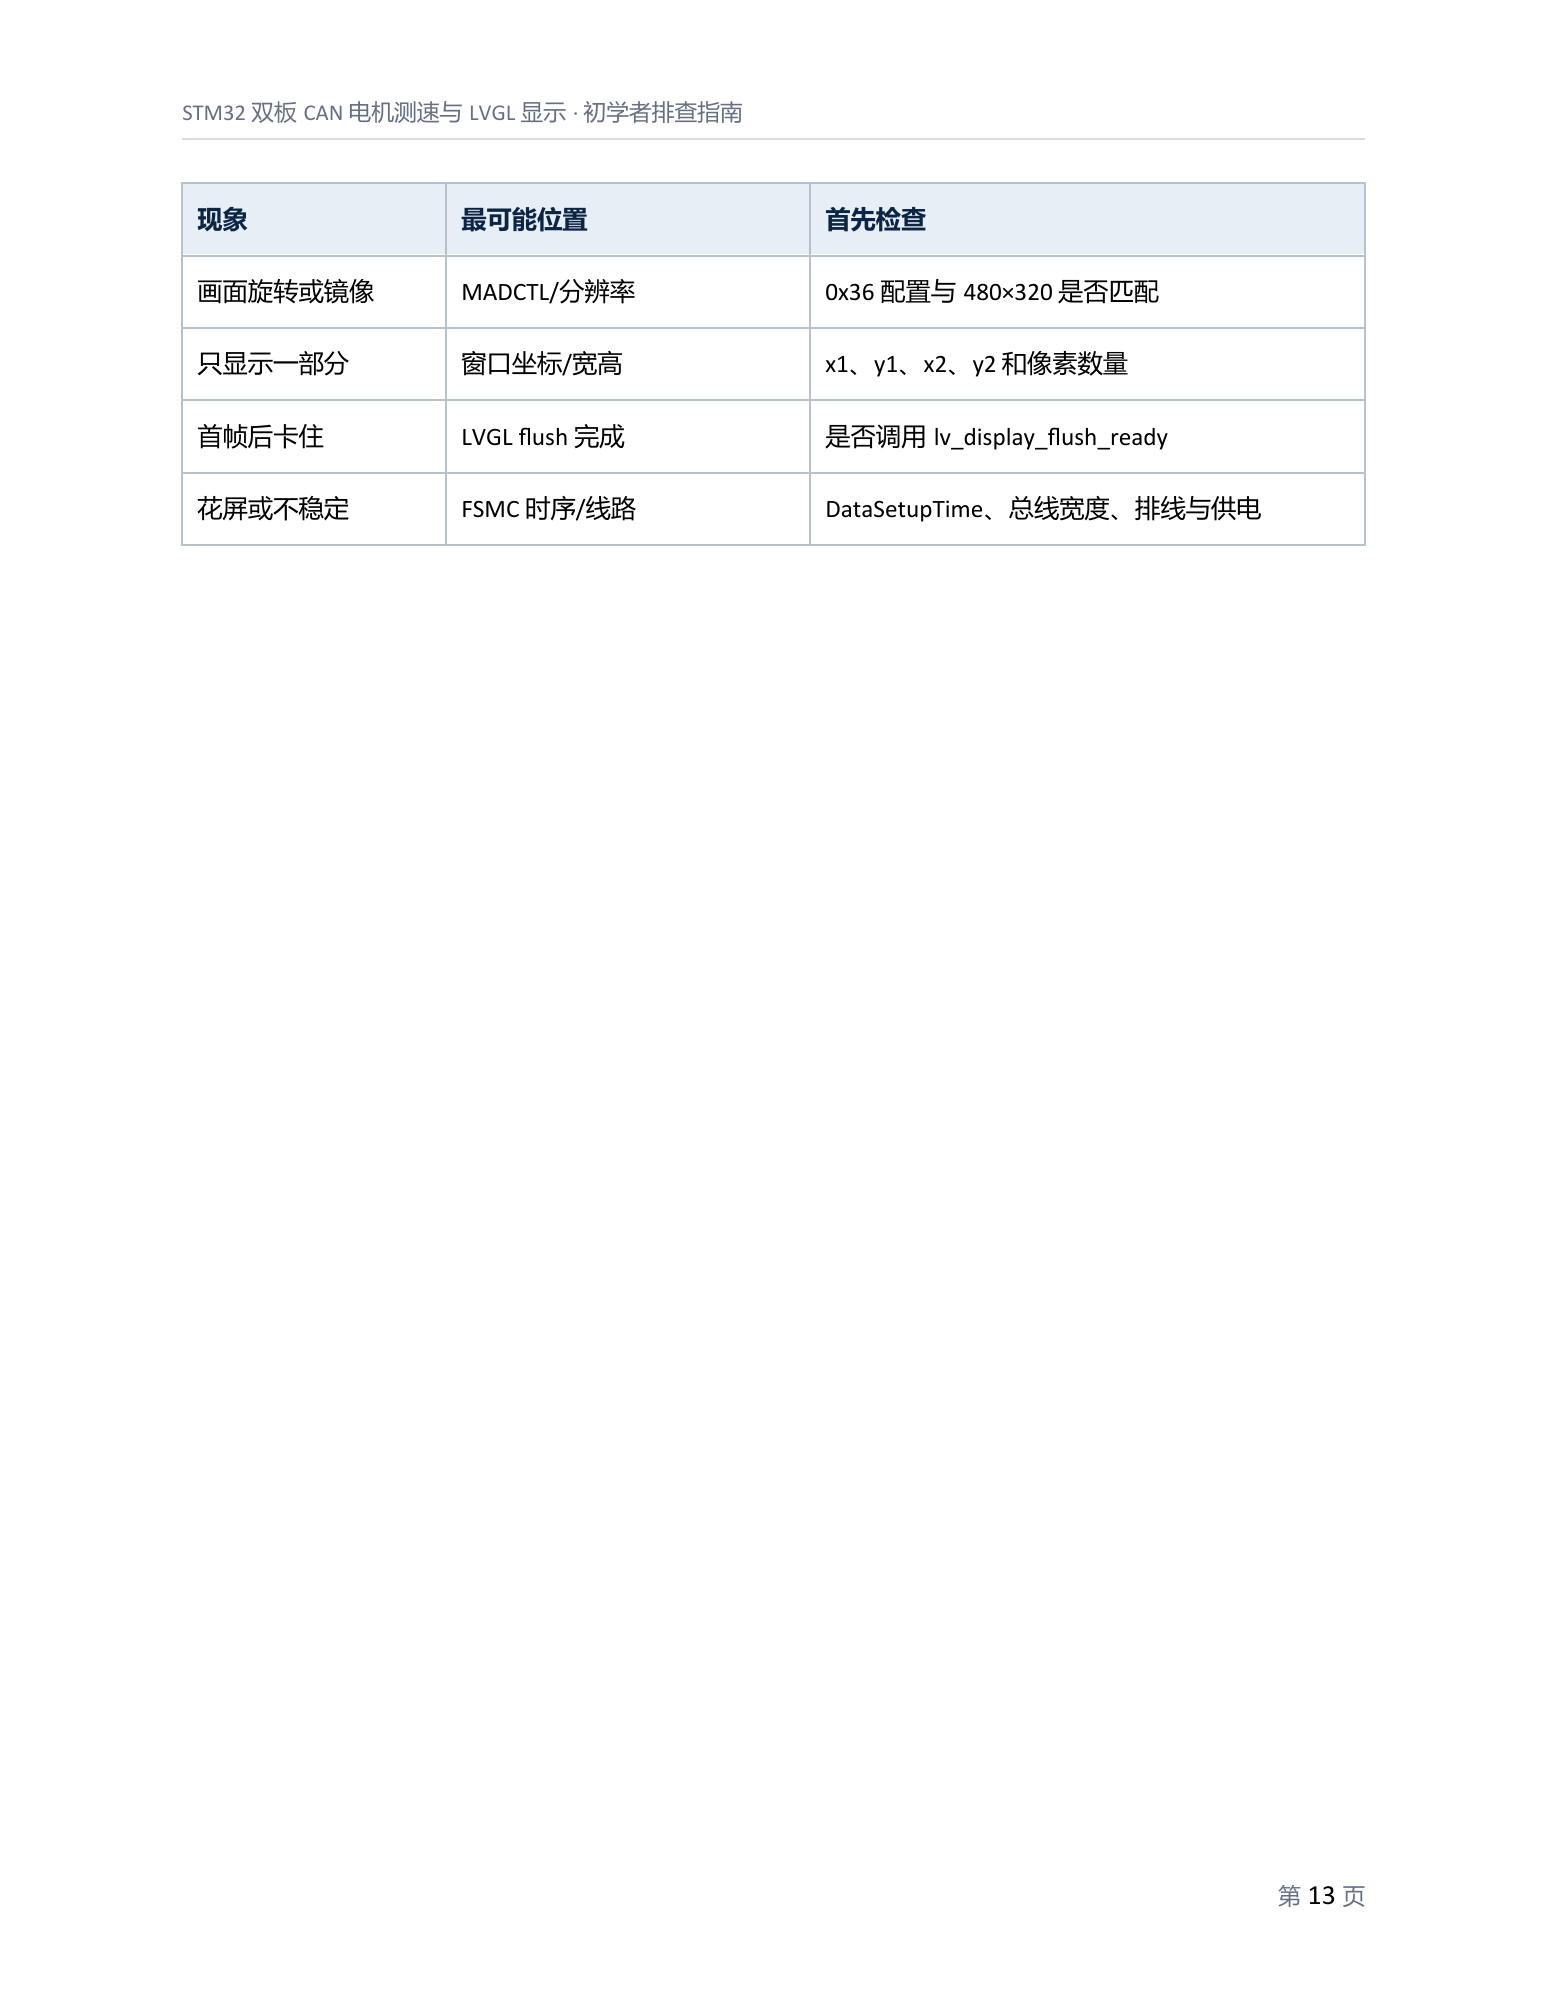 STM32 双板 CAN 电机测速与 LVGL 显示 · 初学者排查指南
现象 最可能位置 首先检查
画面旋转或镜像 MADCTL/分辨率 0x36 配置与 480×320 是否匹配
只显示一部分 窗口坐标/宽高 x1、y1、x2、y2 和像素数量
首帧后卡住 LVGL flush 完成 是否调用 lv_display_flush_ready
花屏或不稳定 FSMC 时序/线路 DataSetupTime、总线宽度、排线与供电
第 13 页